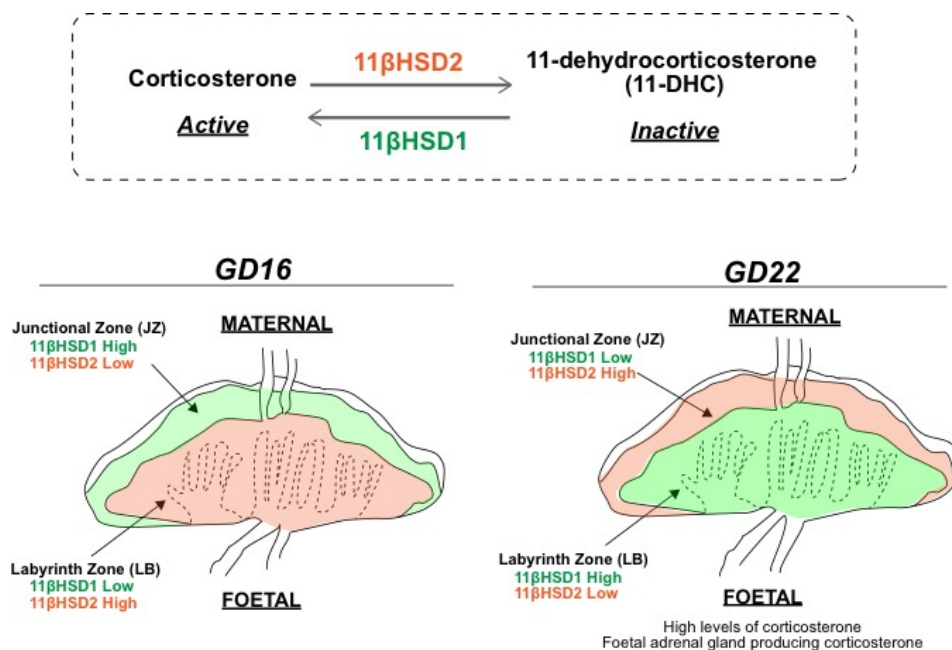 11βHSD2
Corticosterone
11-dehydrocorticosterone
(11-DHC)
Active
Inactive
11βHSD1
GD16
Junctional Zone (JZ)
11βHSD1 High
11βHSD2 Low
MATERNAL
Labyrinth Zone (LB)
11βHSD1 Low
11βHSD2 High
FOETAL
GD22
MATERNAL
Junctional Zone (JZ)
11βHSD1 Low
11βHSD2 High
Labyrinth Zone (LB)
11βHSD1 High
11βHSD2 Low
FOETAL
High levels of corticosterone
Foetal adrenal gland producing corticosterone